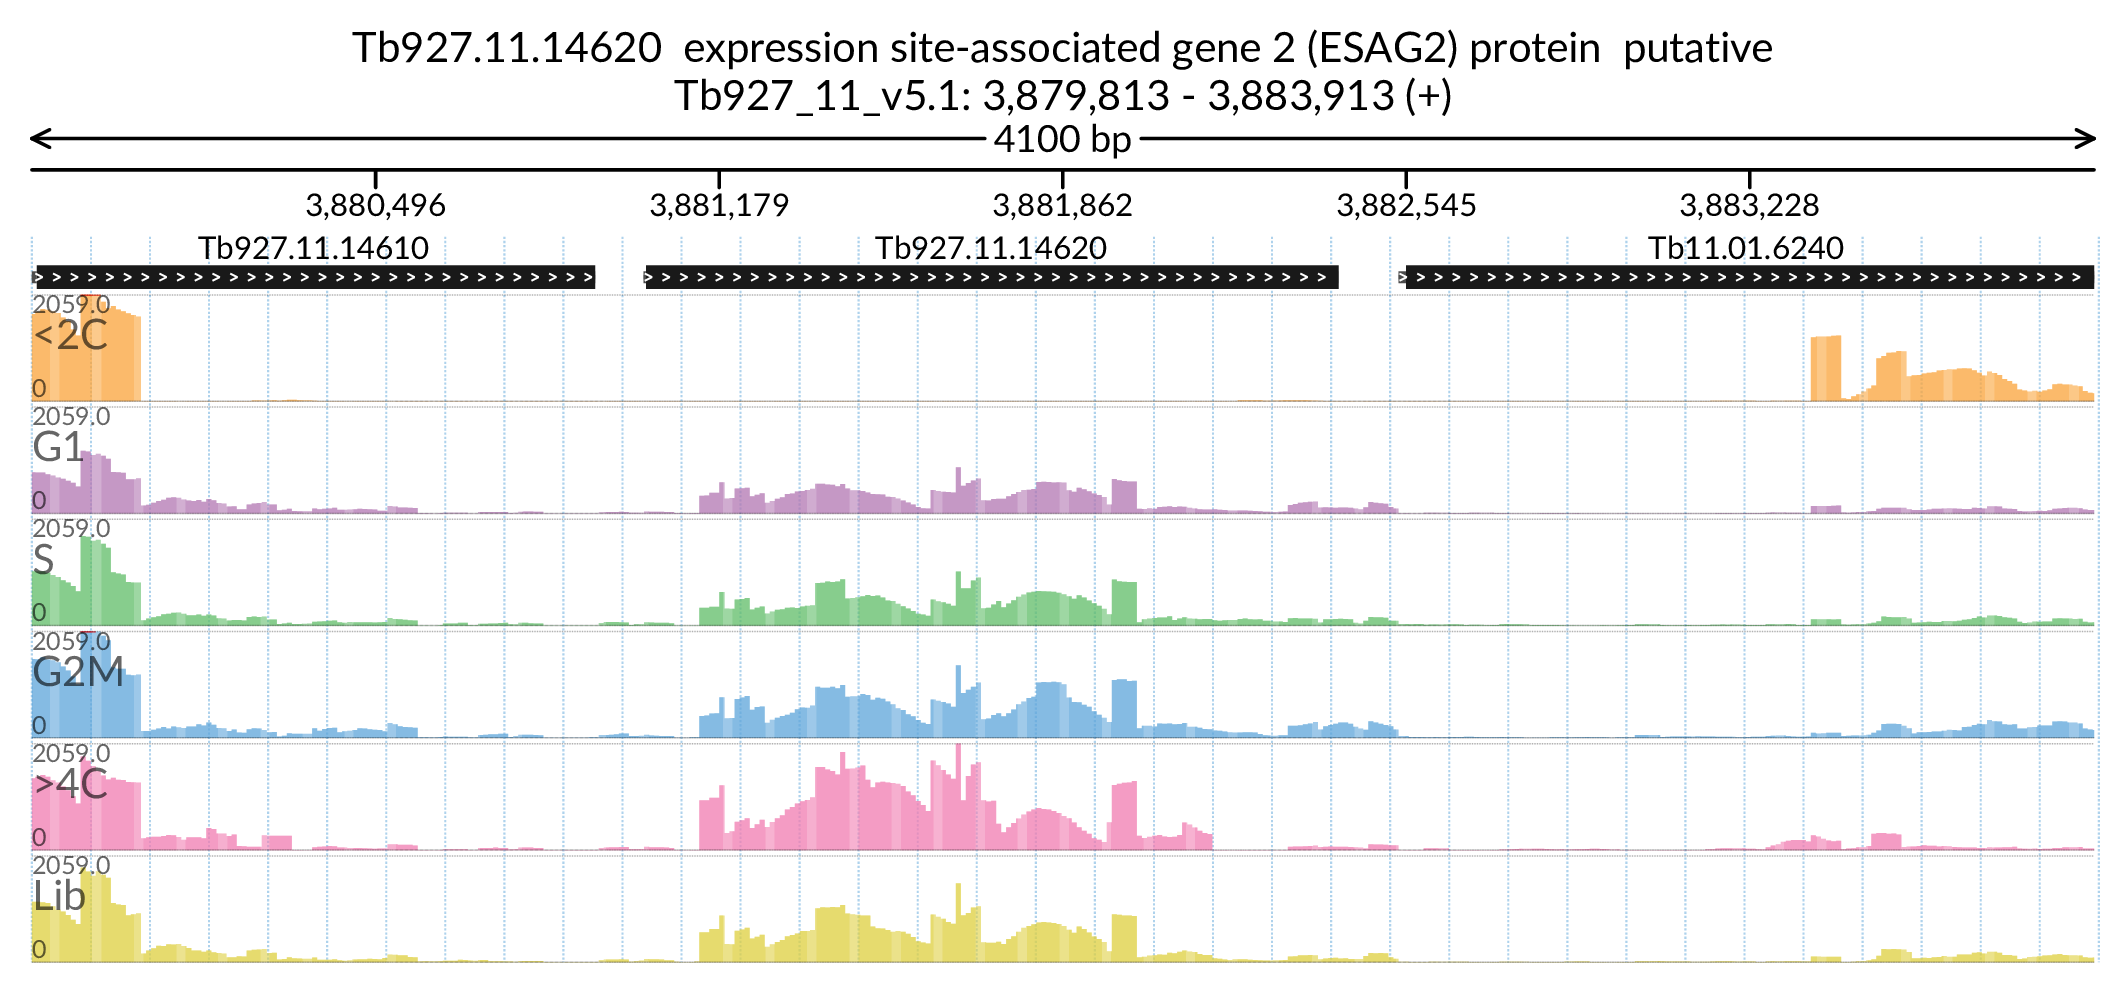 Tb927.11.14620  expression site-associated gene 2 (ESAG2) protein  putative
Tb927_11_v5.1: 3,879,813 - 3,883,913 (+)
4100 bp
3,880,496 3,881,179 3,881,862 3,882,545 3,883,228
Tb927.11.14610 Tb927.11.14620 Tb11.01.6240
2059.0
<2C
0
2059.0
G1
0
2059.0
S
0
2059.0
G2M
0
2059.0
>4C
0
2059.0
Lib
0